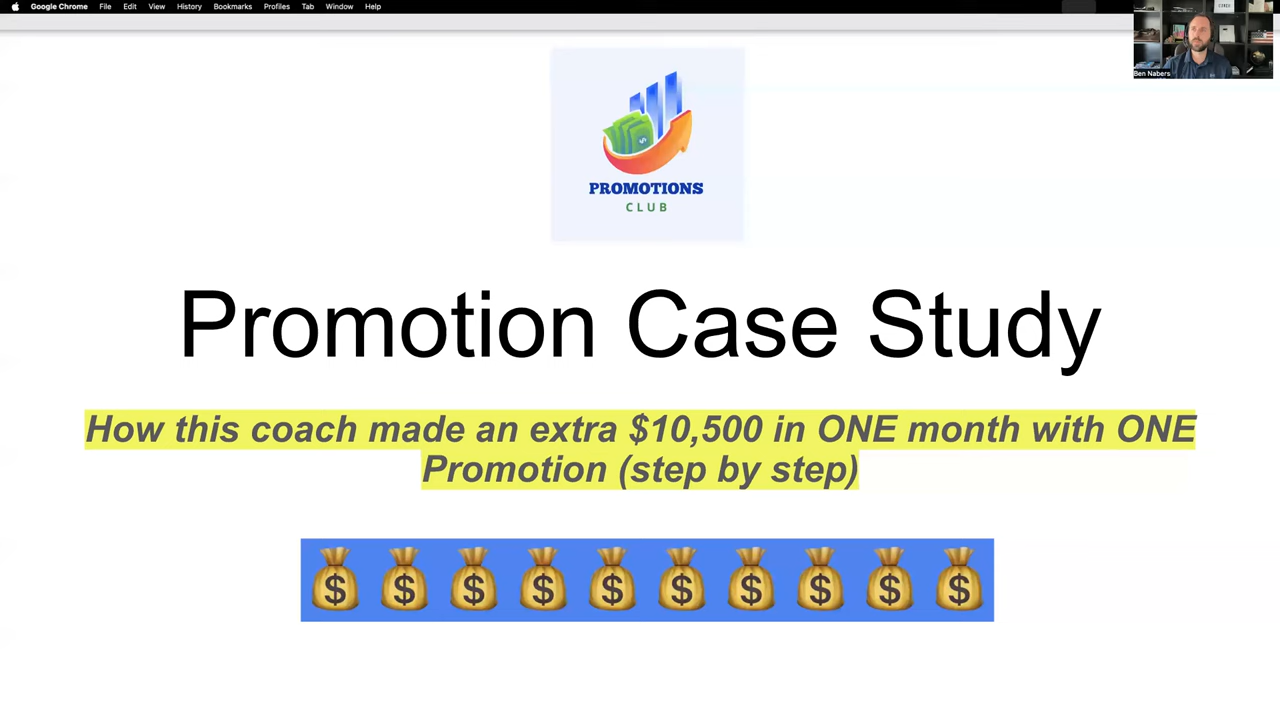 Google Chrome File Edit View History Bookmarks Profiles Tab Window Help
Ben Nabers
$
PROMOTIONS
CLUB
Promotion Case Study
How this coach made an extra $10,500 in ONE month with ONE
Promotion (step by step)
$ $ $ $ $ $ $ $ $ $